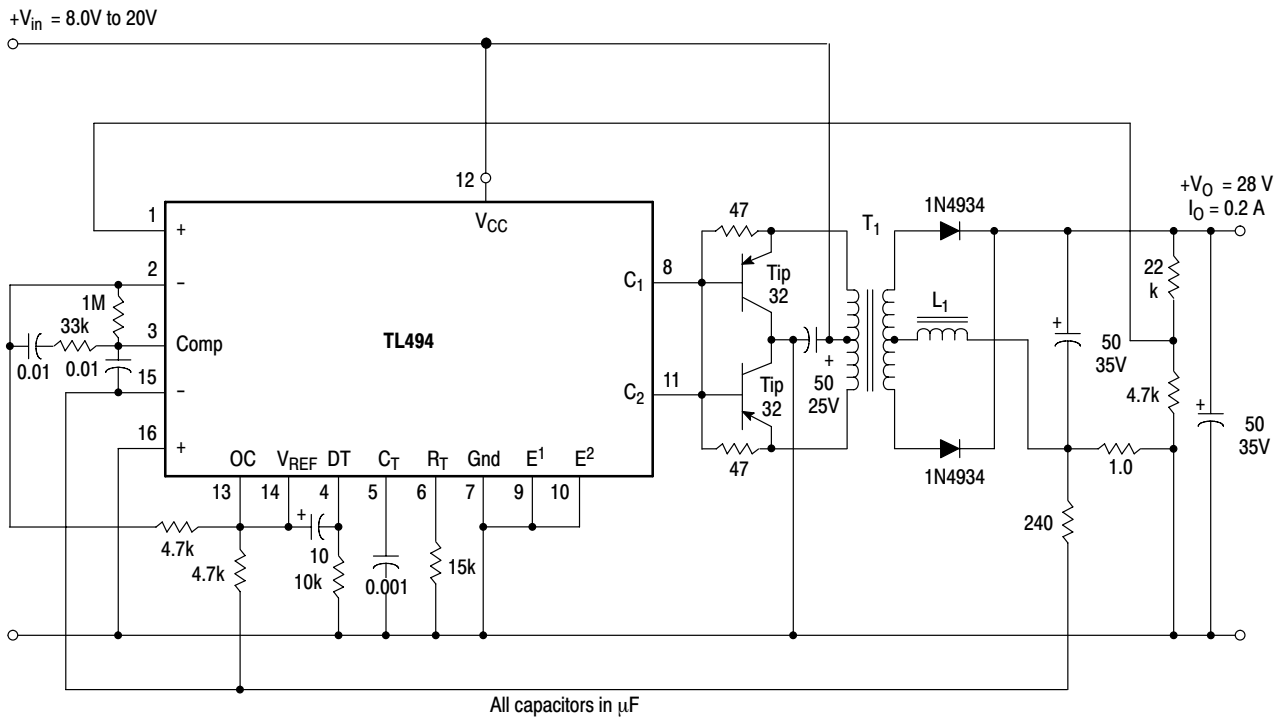 +Vin = 8.0V to 20V
12
VCC
+VO = 28 V
IO = 0.2 A
1N4934
T1
47
1
+
2
−
1M
33k
3
Comp
0.01
0.01
15
−
16
+
TL494
C1
8
Tip
32
C2
11
Tip
32
47
+
50
25V
L1
+
50
35V
22
k
4.7k
+
50
35V
1.0
1N4934
240
OC
VREF
DT
CT
RT
Gnd
E1
E2
13
14
4
5
6
7
9
10
4.7k
4.7k
+
10
10k
0.001
15k
All capacitors in μF